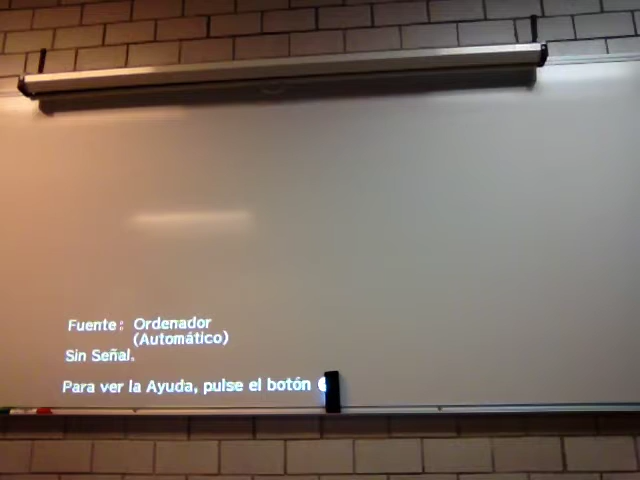 Fuente: Ordenador
(Automático)
Sin Señal.
Para ver la Ayuda, pulse el botón